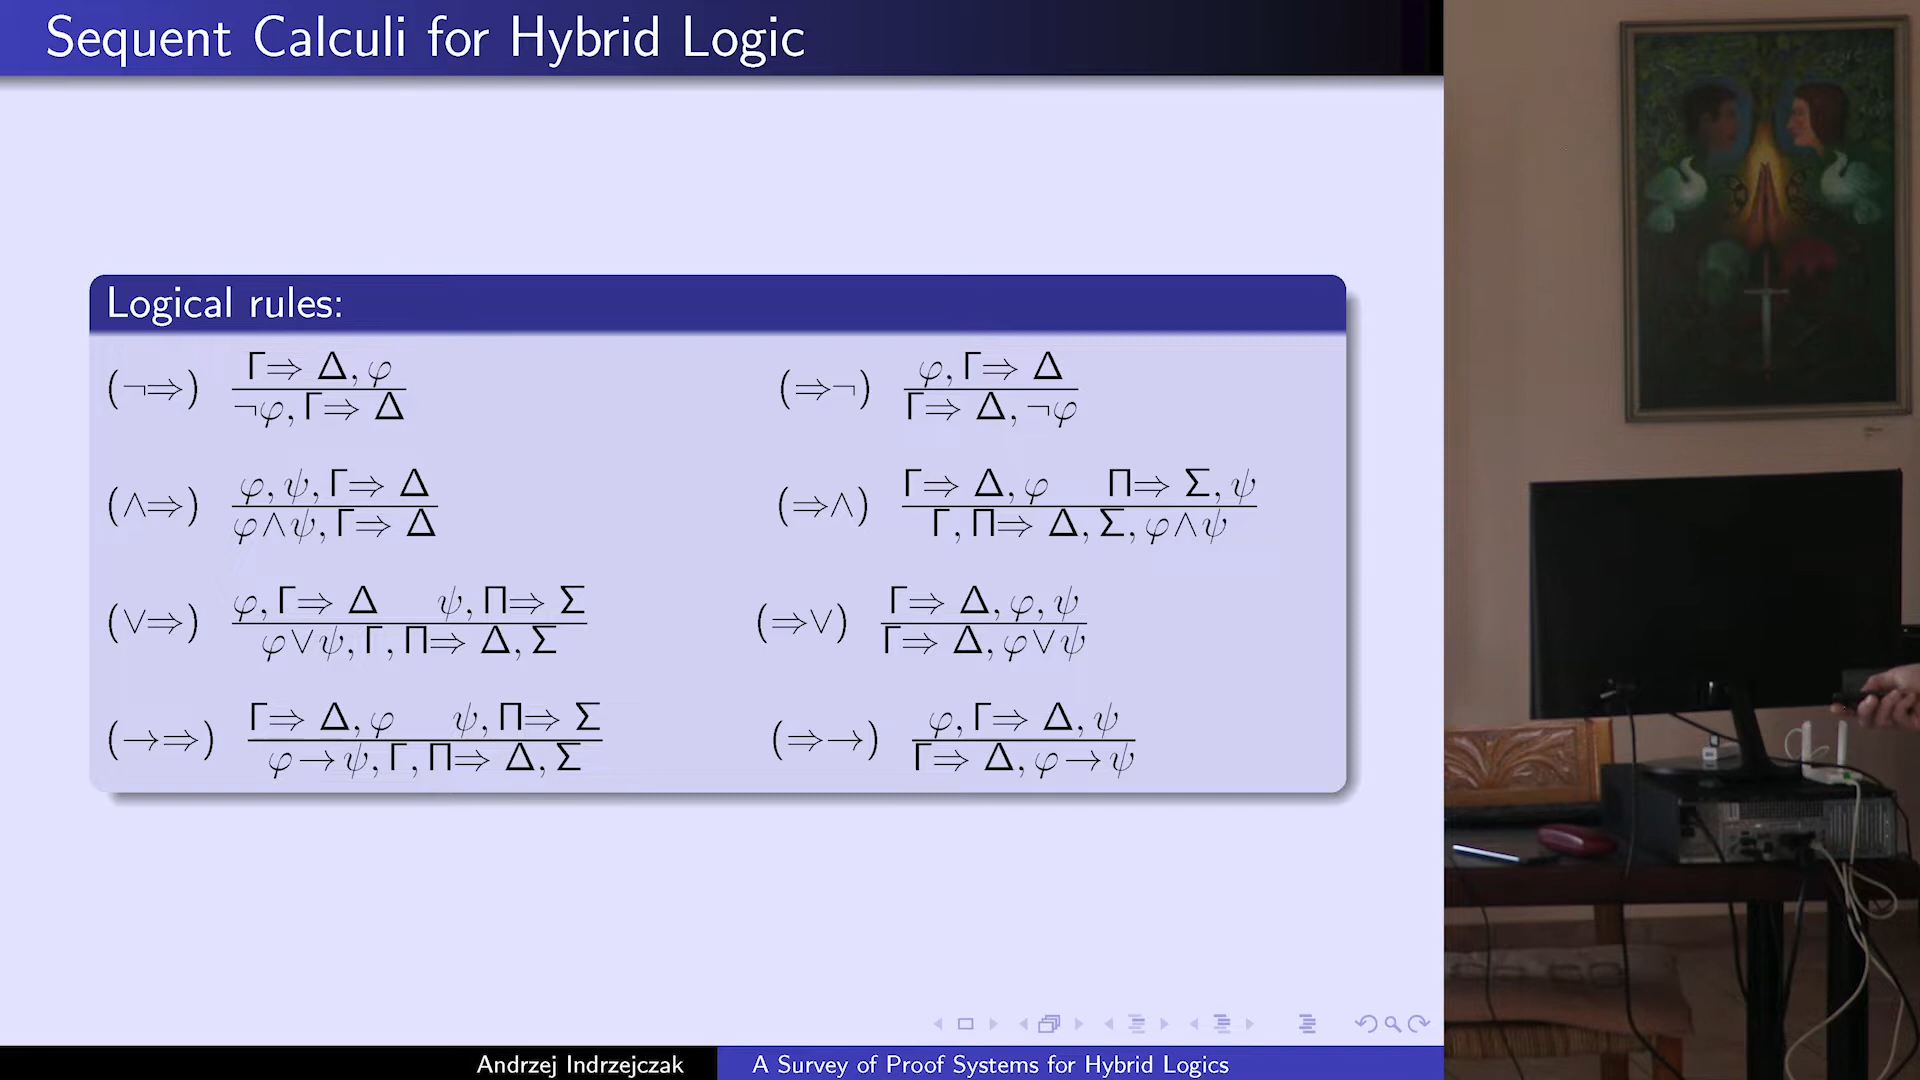 Sequent Calculi for Hybrid Logic
Logical rules:
(¬⇒) Γ⇒ Δ, φ / ¬φ, Γ⇒ Δ (⇒¬) φ, Γ⇒ Δ / Γ⇒ Δ, ¬φ
(∧⇒) φ, ψ, Γ⇒ Δ / φ∧ψ, Γ⇒ Δ (⇒∧) Γ⇒ Δ, φ Π⇒ Σ, ψ / Γ, Π⇒ Δ, Σ, φ∧ψ
(∨⇒) φ, Γ⇒ Δ ψ, Π⇒ Σ / φ∨ψ, Γ, Π⇒ Δ, Σ (⇒∨) Γ⇒ Δ, φ, ψ / Γ⇒ Δ, φ∨ψ
(→⇒) Γ⇒ Δ, φ ψ, Π⇒ Σ / φ→ψ, Γ, Π⇒ Δ, Σ (⇒→) φ, Γ⇒ Δ, ψ / Γ⇒ Δ, φ→ψ
Andrzej Indrzejczak A Survey of Proof Systems for Hybrid Logics